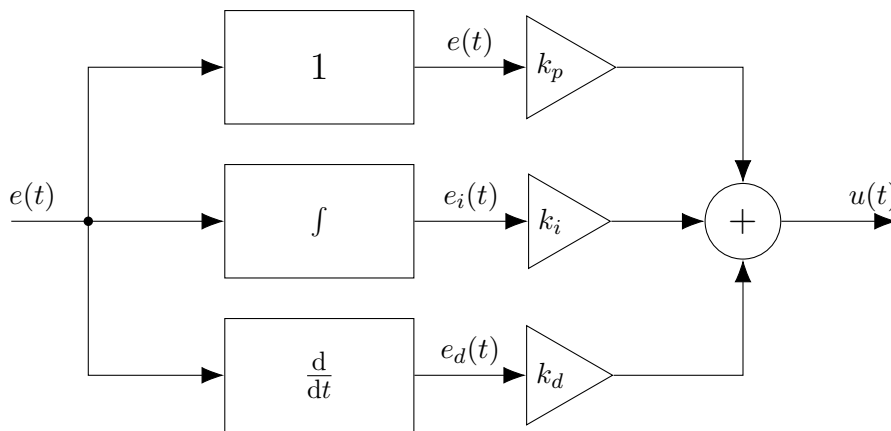 1
e(t)
k_p
e(t)
∫
e_i(t)
k_i
+
u(t)
d/dt
e_d(t)
k_d